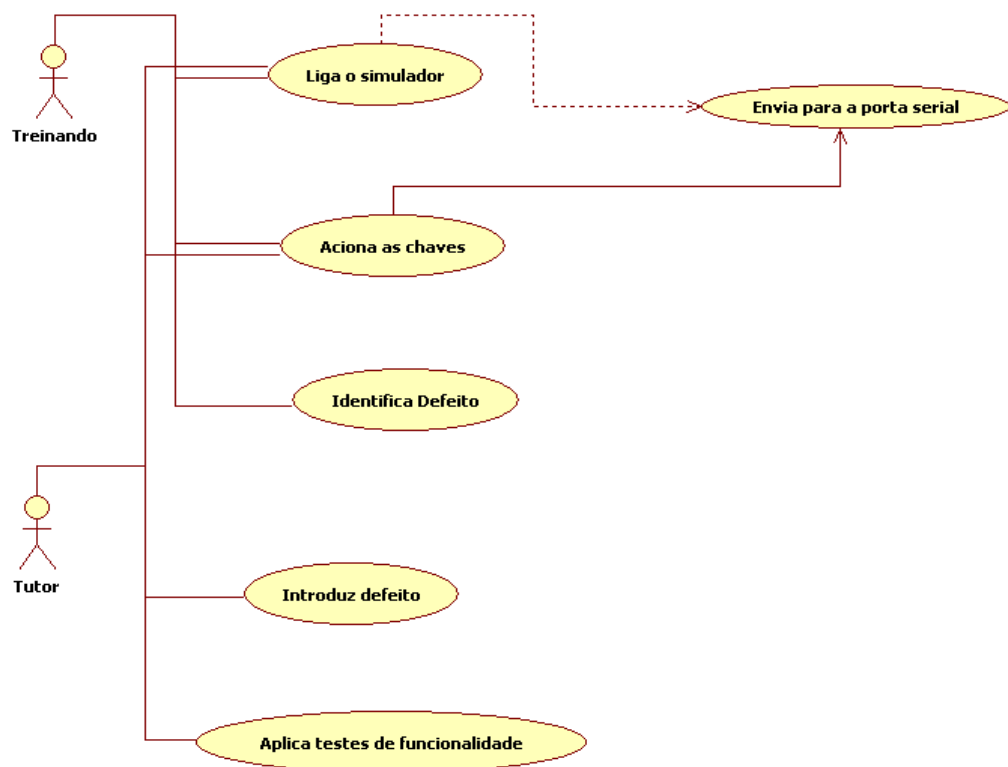 Liga o simulador
Envia para a porta serial
Treinando
Aciona as chaves
Identifica Defeito
Tutor
Introduz defeito
Aplica testes de funcionalidade